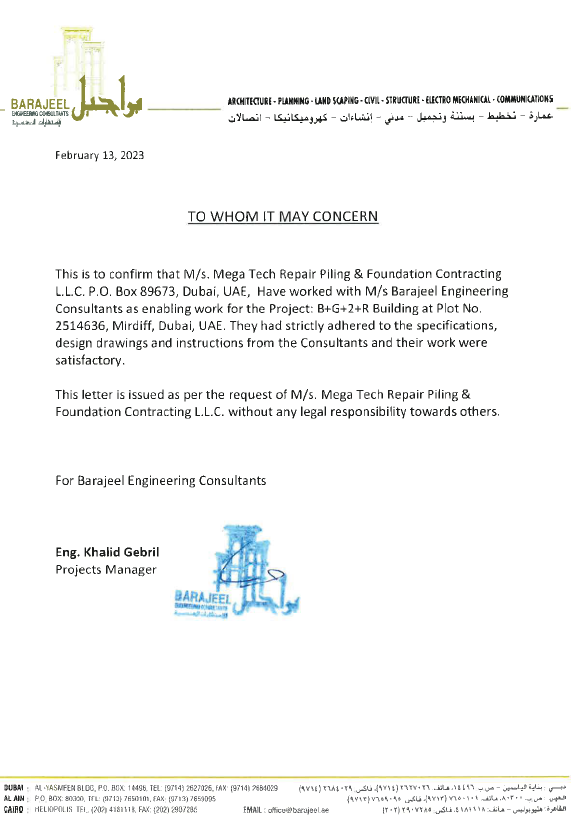 BARAJEEL براجيل
ENGINEERING CONSULTANTS
ARCHITECTURE - PLANNING - LAND SCAPING - CIVIL - STRUCTURE - ELECTRO MECHANICAL - COMMUNICATIONS
عمارة - تخطيط - بستنة وتجميل - مدني - إنشاءات - كهروميكانيكا - اتصالات
February 13, 2023
TO WHOM IT MAY CONCERN
This is to confirm that M/s. Mega Tech Repair Piling & Foundation Contracting
L.L.C. P.O. Box 89673, Dubai, UAE, Have worked with M/s Barajeel Engineering
Consultants as enabling work for the Project: B+G+2+R Building at Plot No.
2514636, Mirdiff, Dubai, UAE. They had strictly adhered to the specifications,
design drawings and instructions from the Consultants and their work were
satisfactory.
This letter is issued as per the request of M/s. Mega Tech Repair Piling &
Foundation Contracting L.L.C. without any legal responsibility towards others.
For Barajeel Engineering Consultants
Eng. Khalid Gebril
Projects Manager
BARAJEEL براجيل
ENGINEERING CONSULTANTS
DUBAI : AL-YASMEEN BLDG, P.O. BOX: 14496, TEL: (9714) 2627026, FAX: (9714) 2684029
دبـــي : بناية الياسمين - ص.ب ١٤٤٩٦، هاتف: ٢٦٢٧٠٢٦ (٩٧١٤)، فاكس: ٢٦٨٤٠٢٩ (٩٧١٤)
AL AIN : P.O. BOX: 80300, TEL: (9713) 7650101, FAX: (9713) 7659095
العين : ص.ب: ٨٠٣٠٠، هاتف: ٧٦٥٠١٠١ (٩٧١٣)، فاكس: ٧٦٥٩٠٩٥ (٩٧١٣)
CAIRO : HELIOPOLIS TEL: (202) 4181118, FAX: (202) 2907285
EMAIL : office@barajeel.ae
القاهرة: هليوبوليس - هاتف: ٤١٨١١١٨، فاكس: ٢٩٠٧٢٨٥ (٢٠٢)